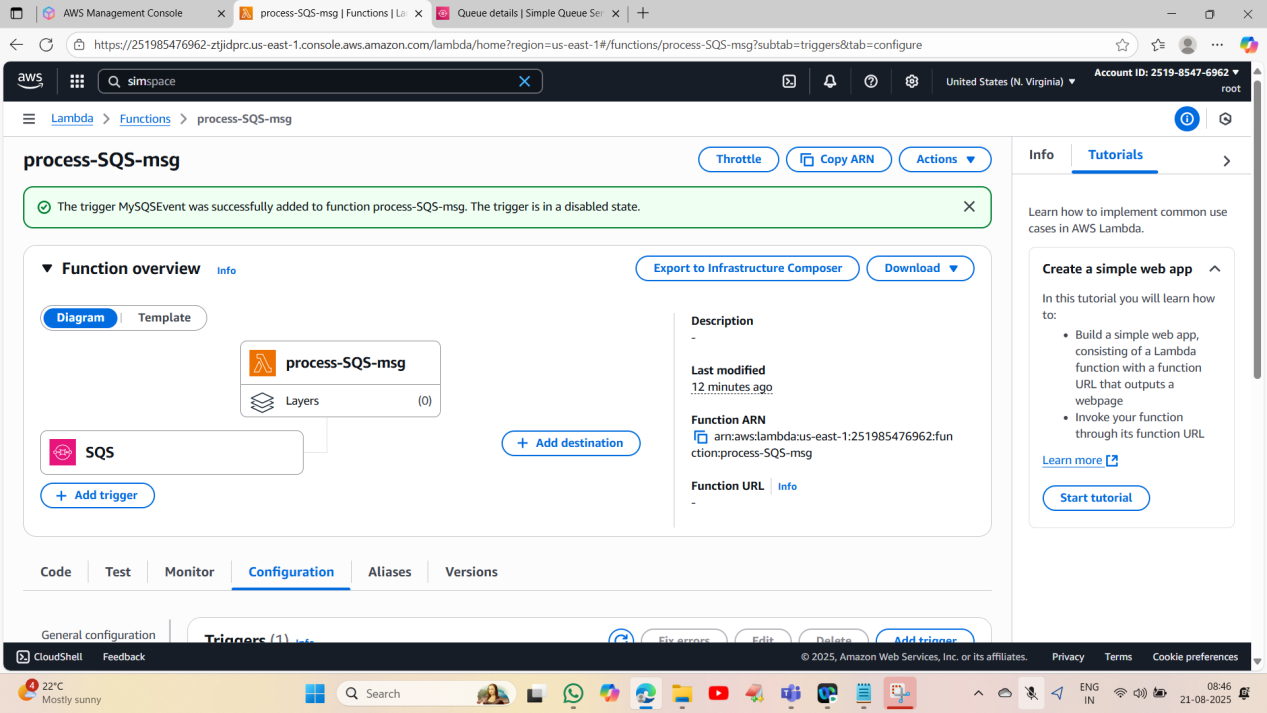 AWS Management Console
process-SQS-msg | Functions | La
Queue details | Simple Queue Ser
https://251985476962-ztjidprc.us-east-1.console.aws.amazon.com/lambda/home?region=us-east-1#/functions/process-SQS-msg?subtab=triggers&tab=configure
aws
simspace
United States (N. Virginia)
Account ID: 2519-8547-6962
root
Lambda
Functions
process-SQS-msg
Info
Tutorials
process-SQS-msg
Throttle
Copy ARN
Actions
The trigger MySQSEvent was successfully added to function process-SQS-msg. The trigger is in a disabled state.
Learn how to implement common use
cases in AWS Lambda.
Function overview
Info
Export to Infrastructure Composer
Download
Create a simple web app
In this tutorial you will learn how
to:
• Build a simple web app,
consisting of a Lambda
function with a function
URL that outputs a
webpage
• Invoke your function
through its function URL
Learn more
Start tutorial
Diagram
Template
process-SQS-msg
Layers
(0)
SQS
+ Add trigger
+ Add destination
Description
-
Last modified
12 minutes ago
Function ARN
arn:aws:lambda:us-east-1:251985476962:fun
ction:process-SQS-msg
Function URL
Info
-
Code
Test
Monitor
Configuration
Aliases
Versions
General configuration
Triggers (1)
Info
Fix errors
Edit
Delete
Add trigger
CloudShell
Feedback
© 2025, Amazon Web Services, Inc. or its affiliates.
Privacy
Terms
Cookie preferences
4
22°C
Mostly sunny
Search
ENG
IN
08:46
21-08-2025